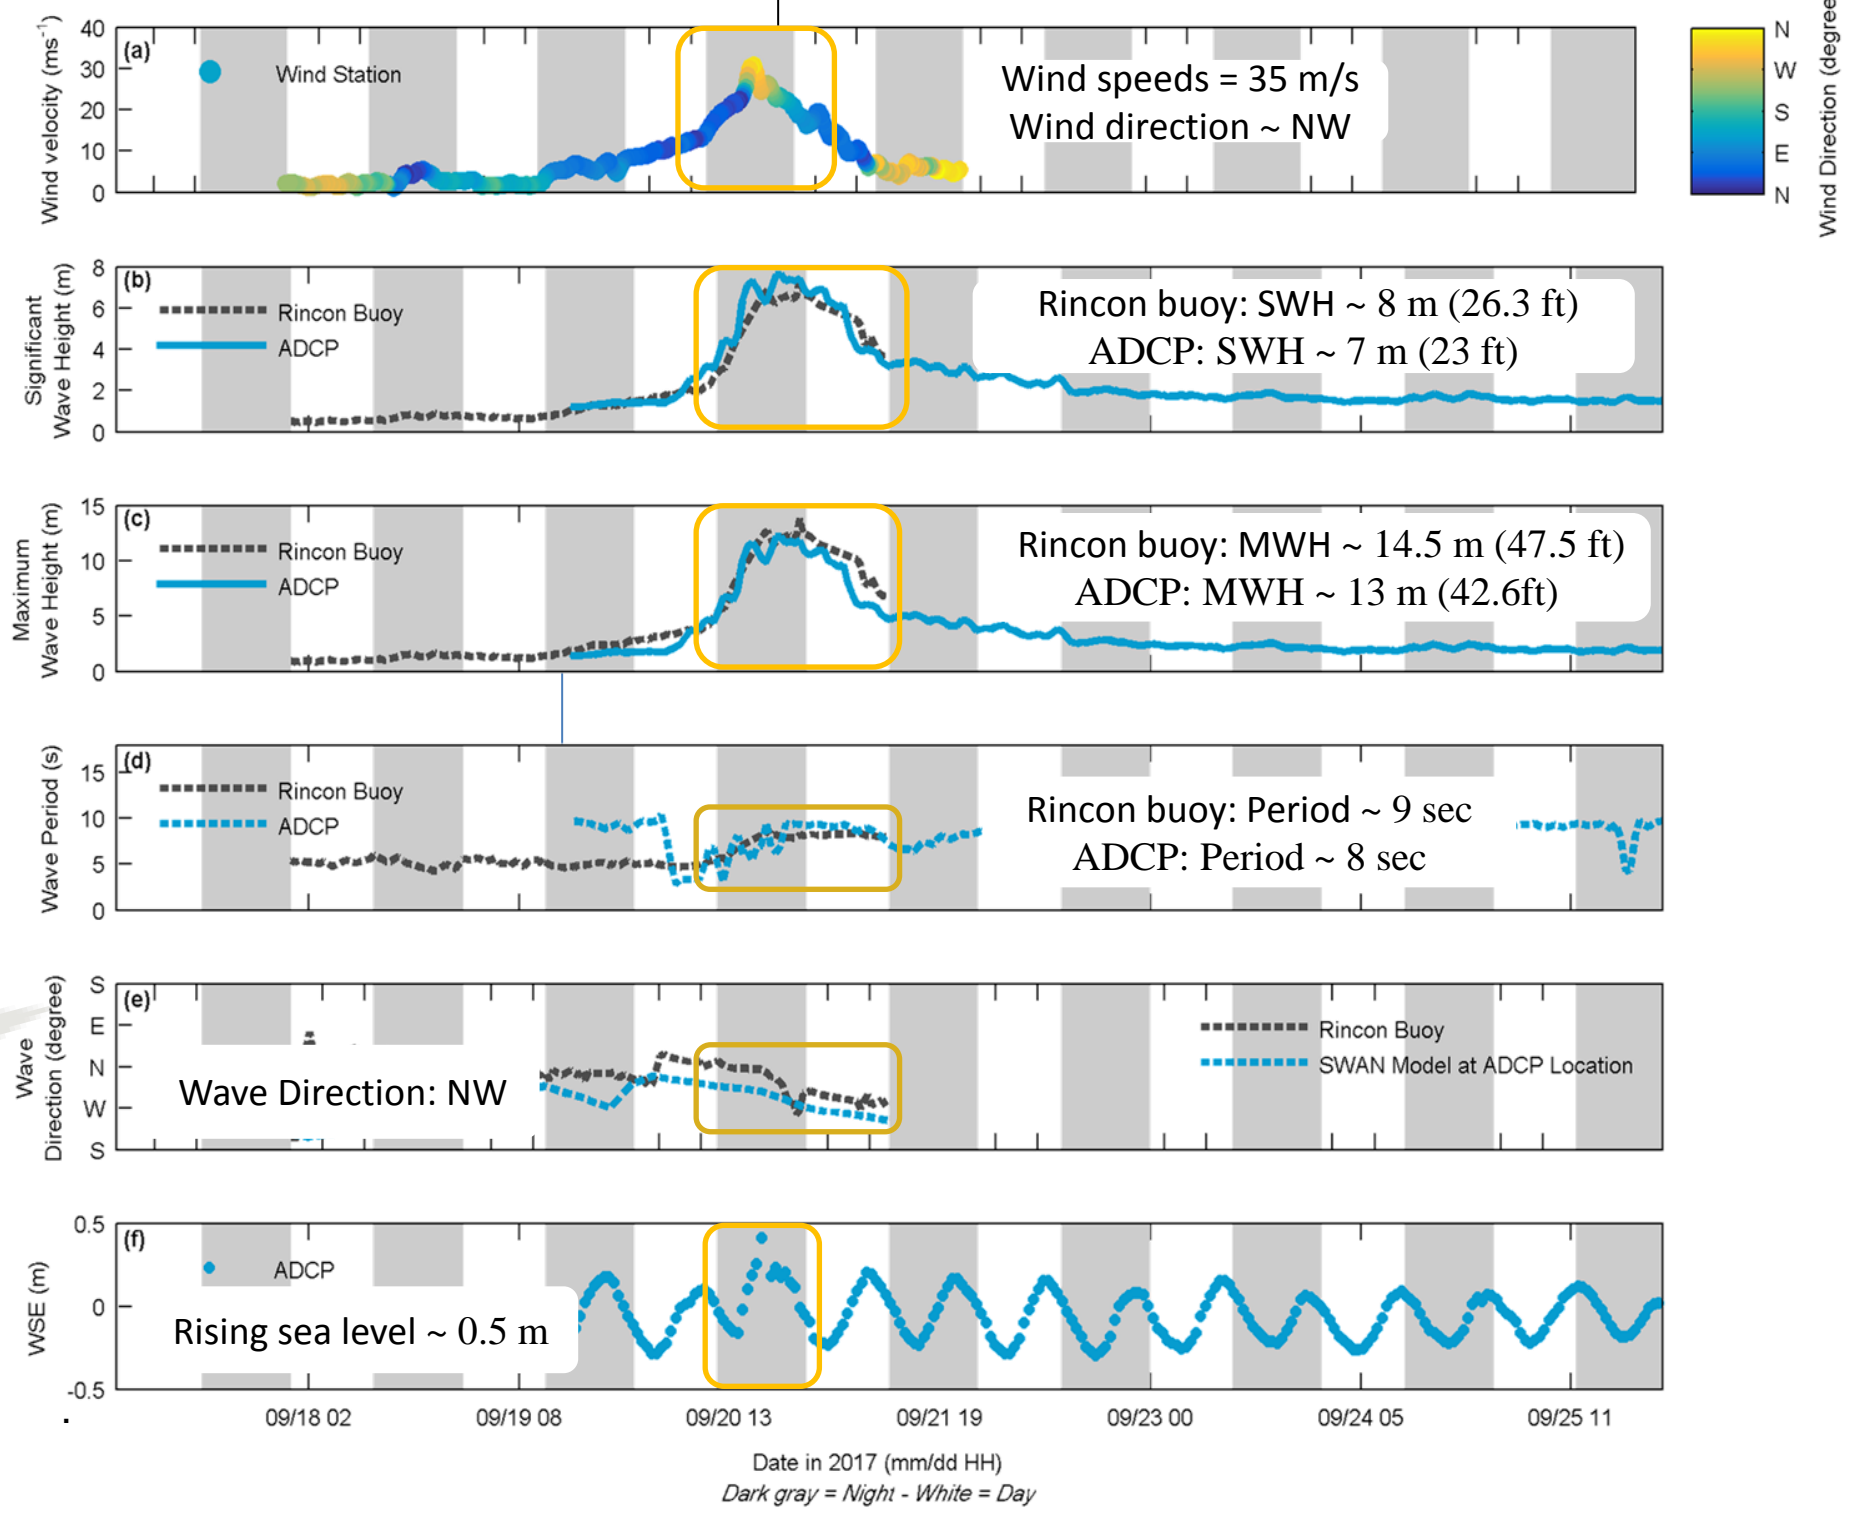 Wind velocity (ms⁻¹)
40
30
20
10
0
(a)
Wind Station
Wind speeds = 35 m/s
Wind direction ~ NW
N
W
S
E
N
Wind Direction (degree
Significant
Wave Height (m)
8
6
4
2
0
(b)
Rincon Buoy
ADCP
Rincon buoy: SWH ~ 8 m (26.3 ft)
ADCP: SWH ~ 7 m (23 ft)
Maximum
Wave Height (m)
15
10
5
0
(c)
Rincon Buoy
ADCP
Rincon buoy: MWH ~ 14.5 m (47.5 ft)
ADCP: MWH ~ 13 m (42.6ft)
Wave Period (s)
15
10
5
0
(d)
Rincon Buoy
ADCP
Rincon buoy: Period ~ 9 sec
ADCP: Period ~ 8 sec
Wave
Direction (degree)
S
E
N
W
S
(e)
Wave Direction: NW
Rincon Buoy
SWAN Model at ADCP Location
WSE (m)
0.5
0
-0.5
(f)
ADCP
Rising sea level ~ 0.5 m
.
09/18 02 09/19 08 09/20 13 09/21 19 09/23 00 09/24 05 09/25 11
Date in 2017 (mm/dd HH)
Dark gray = Night - White = Day